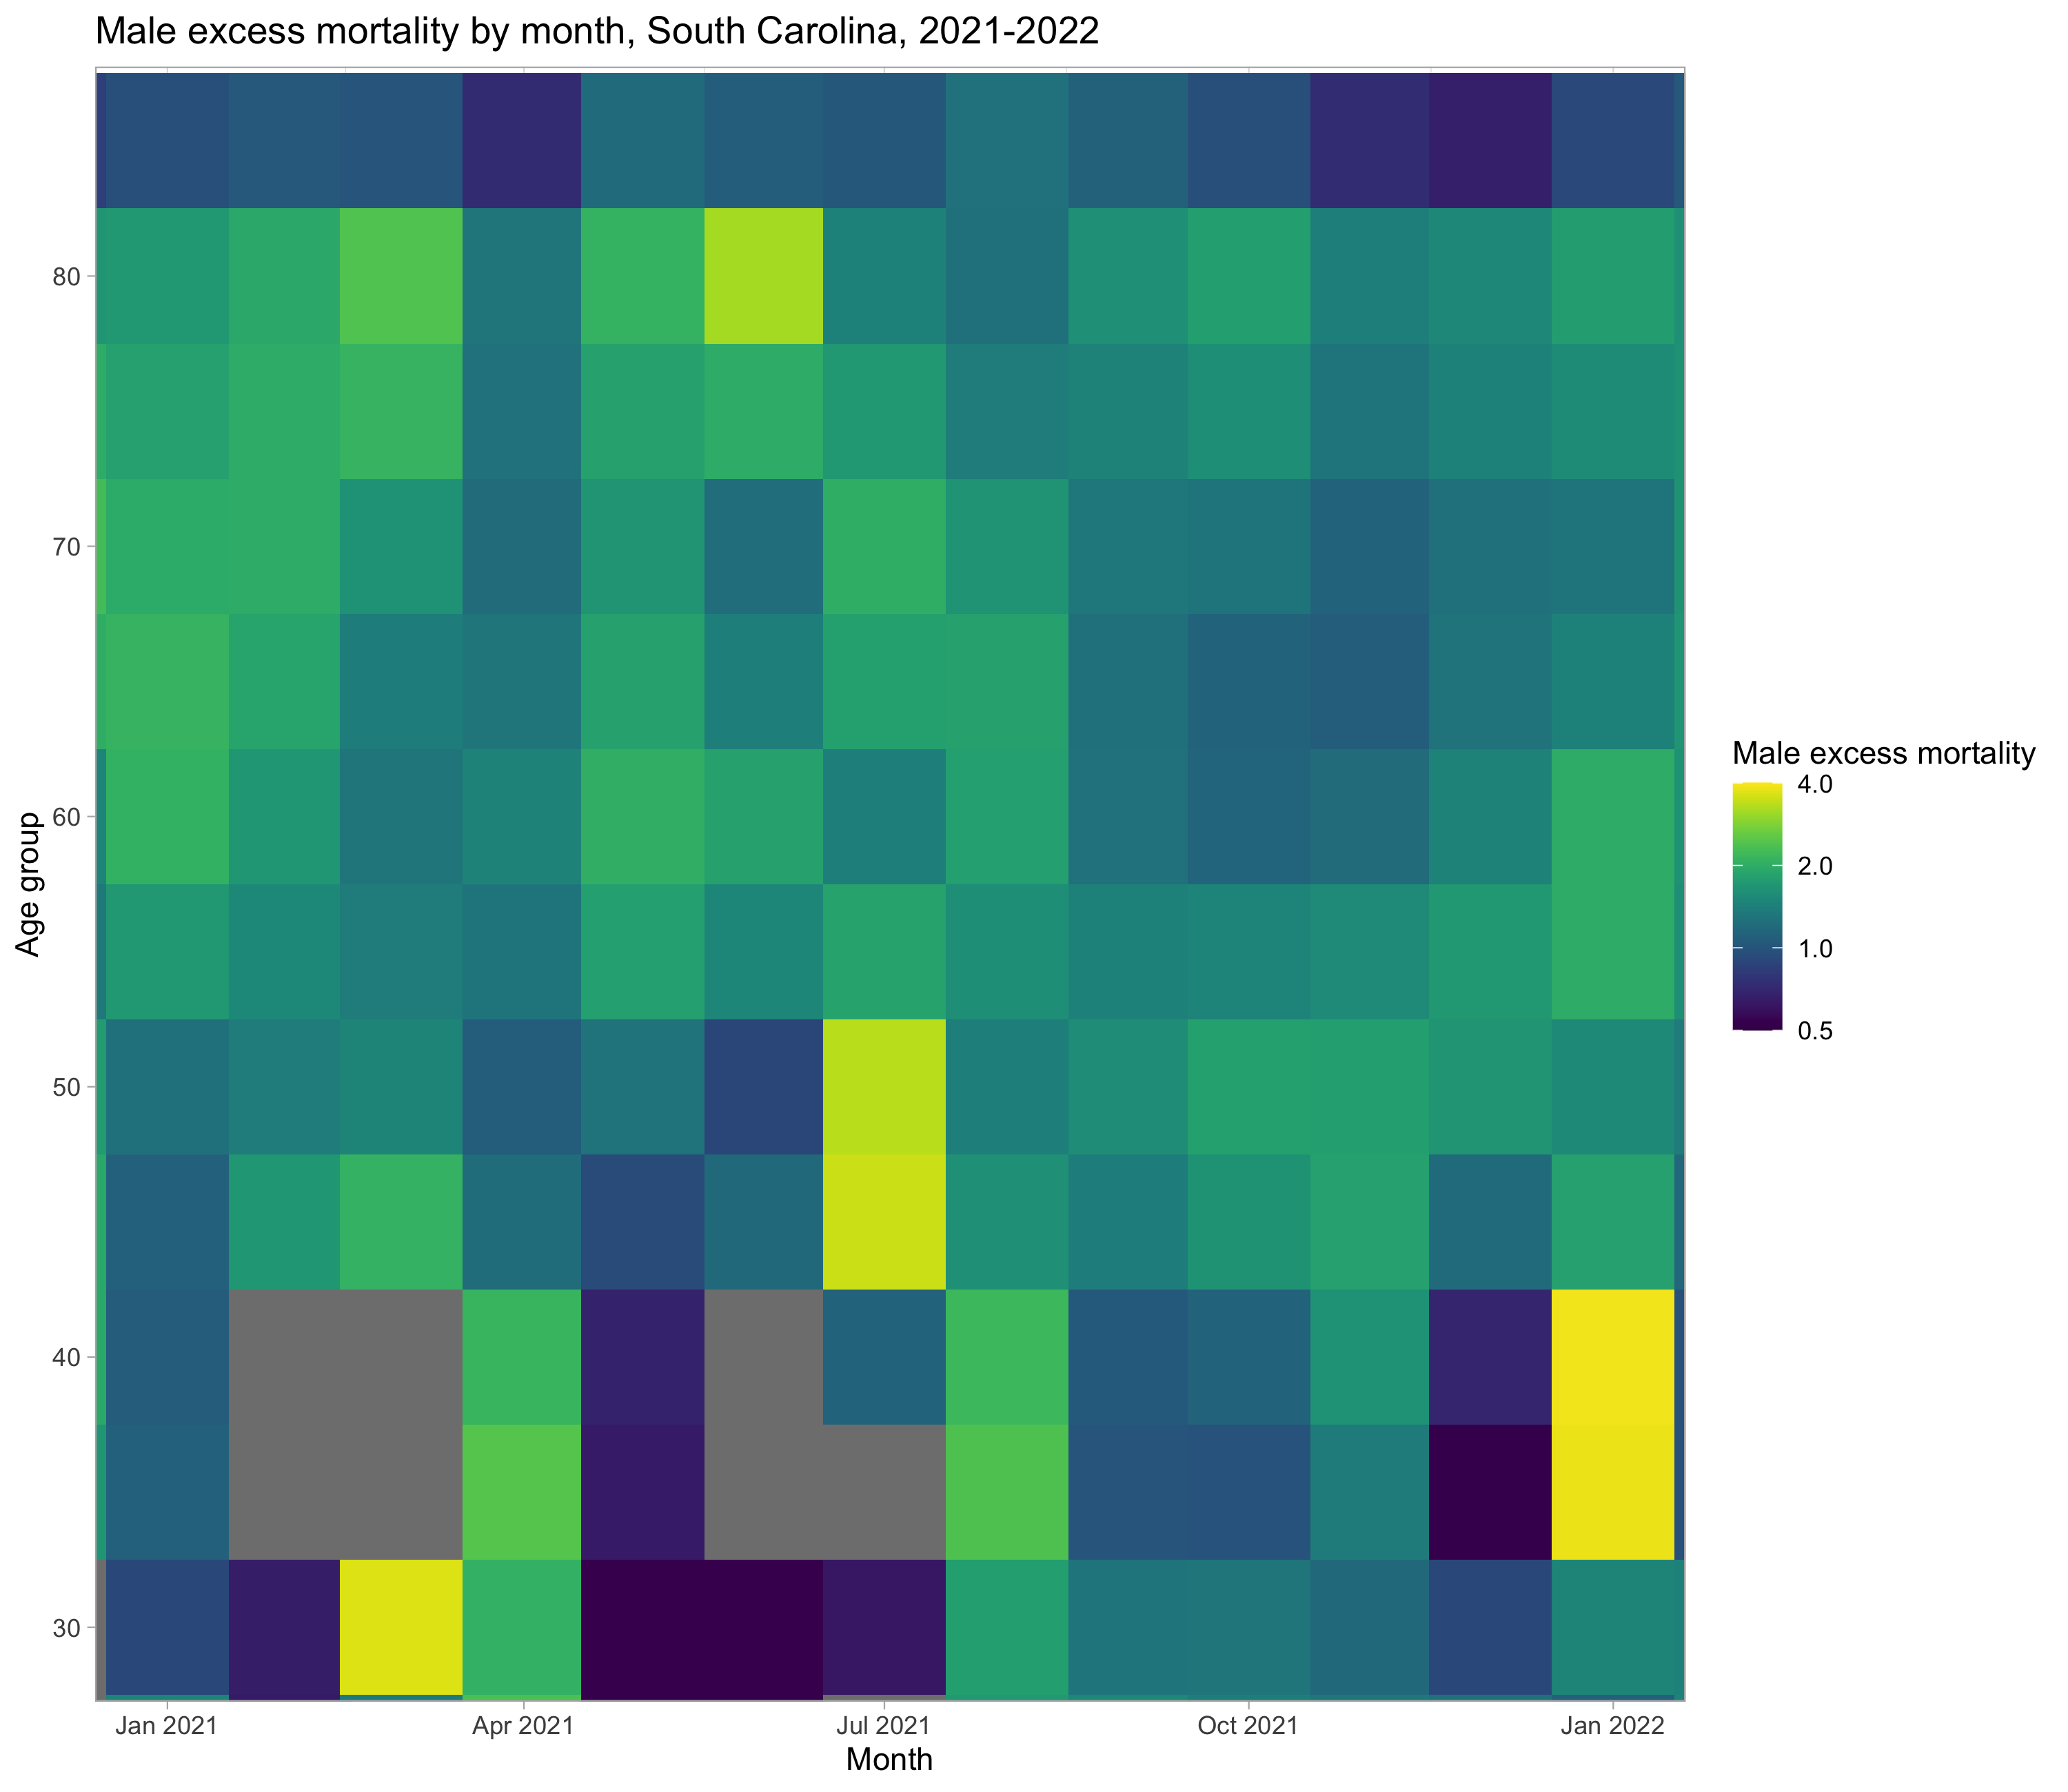 Male excess mortality by month, South Carolina, 2021-2022
80
70
60
50
40
30
Age group
Jan 2021
Apr 2021
Jul 2021
Oct 2021
Jan 2022
Month
Male excess mortality
4.0
2.0
1.0
0.5